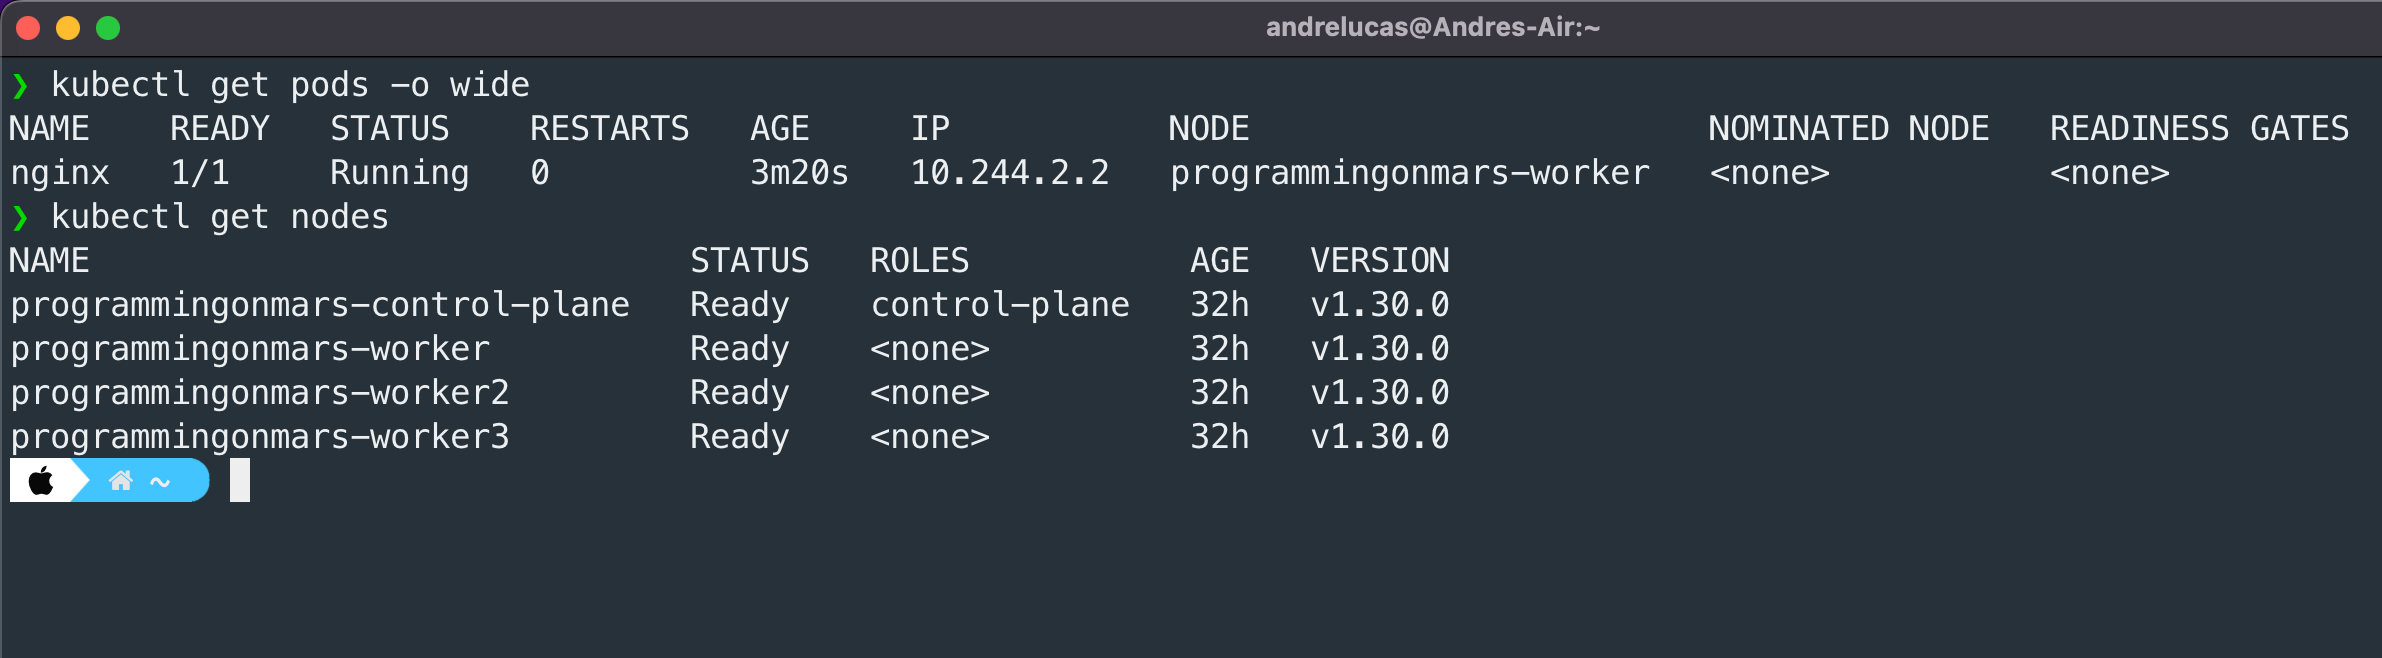 andrelucas@Andres-Air:~
❯ kubectl get pods -o wide
NAME    READY   STATUS    RESTARTS   AGE     IP           NODE                      NOMINATED NODE   READINESS GATES
nginx   1/1     Running   0          3m20s   10.244.2.2   programmingonmars-worker   <none>           <none>
❯ kubectl get nodes
NAME                              STATUS   ROLES           AGE   VERSION
programmingonmars-control-plane   Ready    control-plane   32h   v1.30.0
programmingonmars-worker          Ready    <none>          32h   v1.30.0
programmingonmars-worker2         Ready    <none>          32h   v1.30.0
programmingonmars-worker3         Ready    <none>          32h   v1.30.0
~